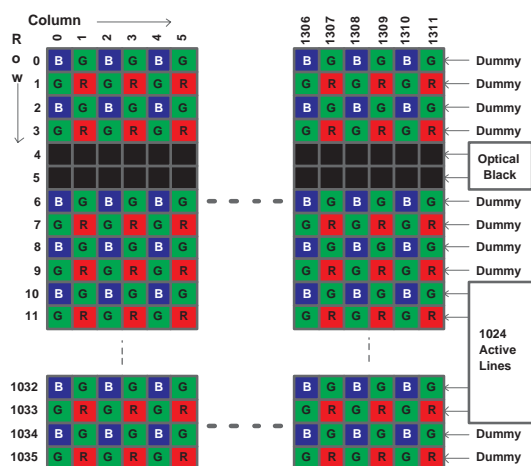 Column
Row
0 1 2 3 4 5 1306 1307 1308 1309 1310 1311
0 B G B G B G B G B G B G Dummy
1 G R G R G R G R G R G R Dummy
2 B G B G B G B G B G B G Dummy
3 G R G R G R G R G R G R Dummy
4
5
Optical
Black
6 B G B G B G B G B G B G Dummy
7 G R G R G R G R G R G R Dummy
8 B G B G B G B G B G B G Dummy
9 G R G R G R G R G R G R Dummy
10 B G B G B G B G B G B G
11 G R G R G R G R G R G R
1024
Active
Lines
1032 B G B G B G B G B G B G
1033 G R G R G R G R G R G R
1034 B G B G B G B G B G B G Dummy
1035 G R G R G R G R G R G R Dummy